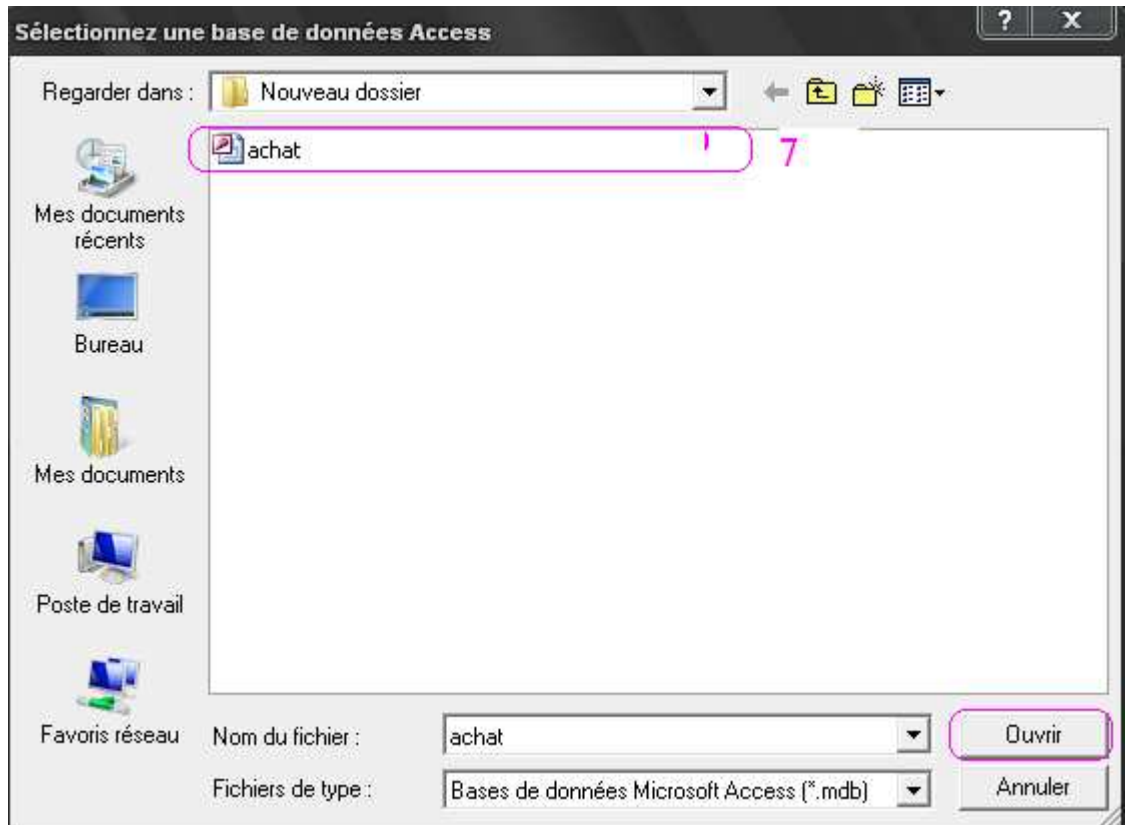 Sélectionnez une base de données Access
? X
Regarder dans : Nouveau dossier
achat 7
Mes documents
récents
Bureau
Mes documents
Poste de travail
Favoris réseau
Nom du fichier : achat Ouvrir
Fichiers de type : Bases de données Microsoft Access (*.mdb) Annuler